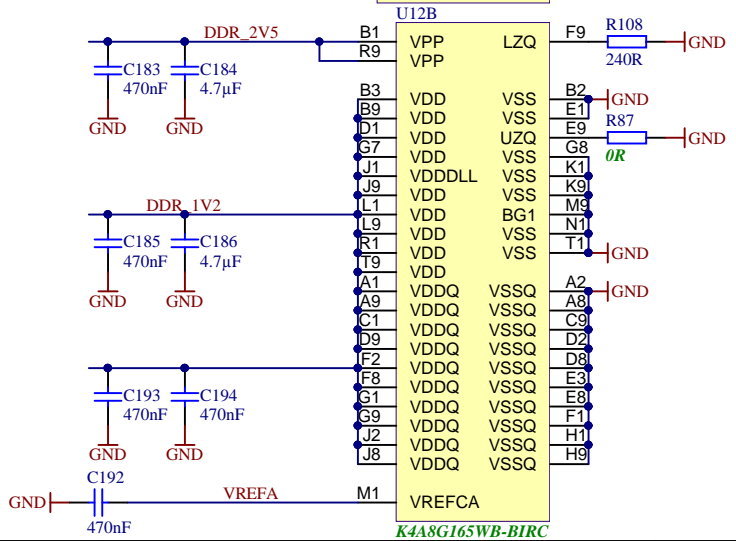 U12B
DDR_2V5 B1 VPP LZQ F9 R108 GND
R9 VPP 240R
C183 C184
470nF 4.7µF
B3 VDD VSS B2 GND
B9 VDD VSS E1
GND GND
R87
D1 VDD UZQ E9 GND
G7 VDD VSS G8 0R
J1 VDDDLL VSS K1
J9 VDD VSS K9
DDR_1V2 L1 VDD BG1 M9
L9 VDD VSS N1
C185 C186
R1 VDD VSS T1 GND
470nF 4.7µF
T9 VDD
A1 VDDQ VSSQ A2 GND
GND GND
A9 VDDQ VSSQ A8
C1 VDDQ VSSQ C9
D9 VDDQ VSSQ D2
F2 VDDQ VSSQ D8
F8 VDDQ VSSQ E3
C193 C194
G1 VDDQ VSSQ E8
470nF 470nF
G9 VDDQ VSSQ F1
J2 VDDQ VSSQ H1
GND GND
J8 VDDQ VSSQ H9
C192
GND VREFA M1 VREFCA
470nF
K4A8G165WB-BIRC